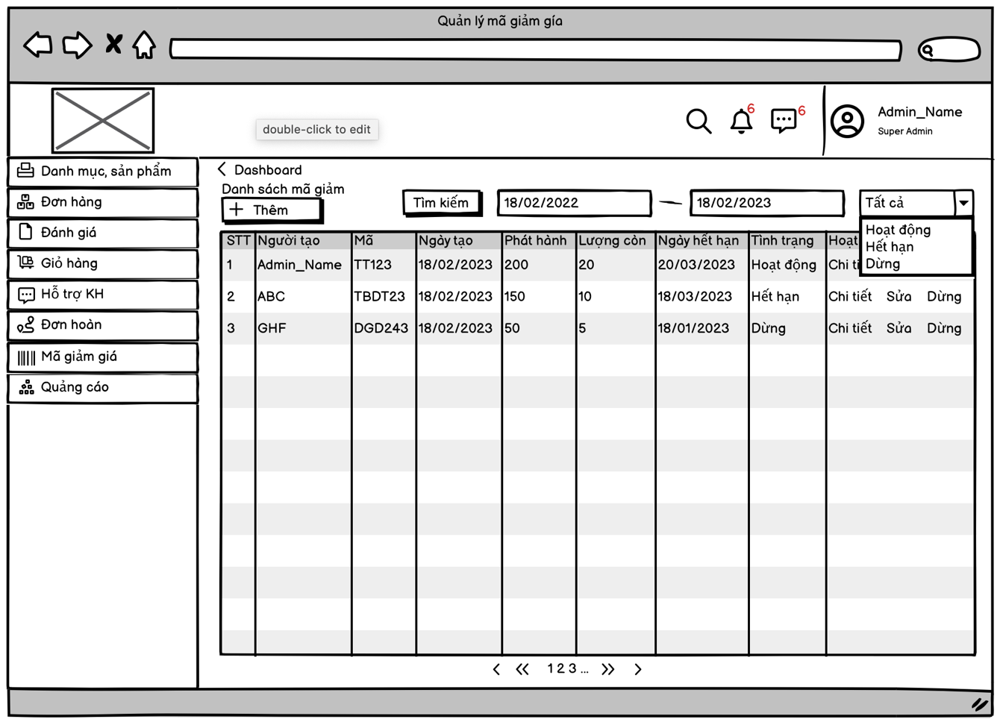 Quản lý mã giảm gía
double-click to edit
6
6
Admin_Name
Super Admin
Danh mục, sản phẩm
Đơn hàng
Đánh giá
Giỏ hàng
Hỗ trợ KH
Đơn hoàn
Mã giảm giá
Quảng cáo
Dashboard
Danh sách mã giảm
Thêm
Tìm kiếm
18/02/2022
18/02/2023
Tất cả
Hoạt động
Hết hạn
Dừng
STT Người tạo Mã Ngày tạo Phát hành Lượng còn Ngày hết hạn Tình trạng Hoạt
1 Admin_Name TT123 18/02/2023 200 20 20/03/2023 Hoạt động Chi ti
2 ABC TBDT23 18/02/2023 150 10 18/03/2023 Hết hạn Chi tiết Sửa Dừng
3 GHF DGD243 18/02/2023 50 5 18/01/2023 Dừng Chi tiết Sửa Dừng
1 2 3 ...